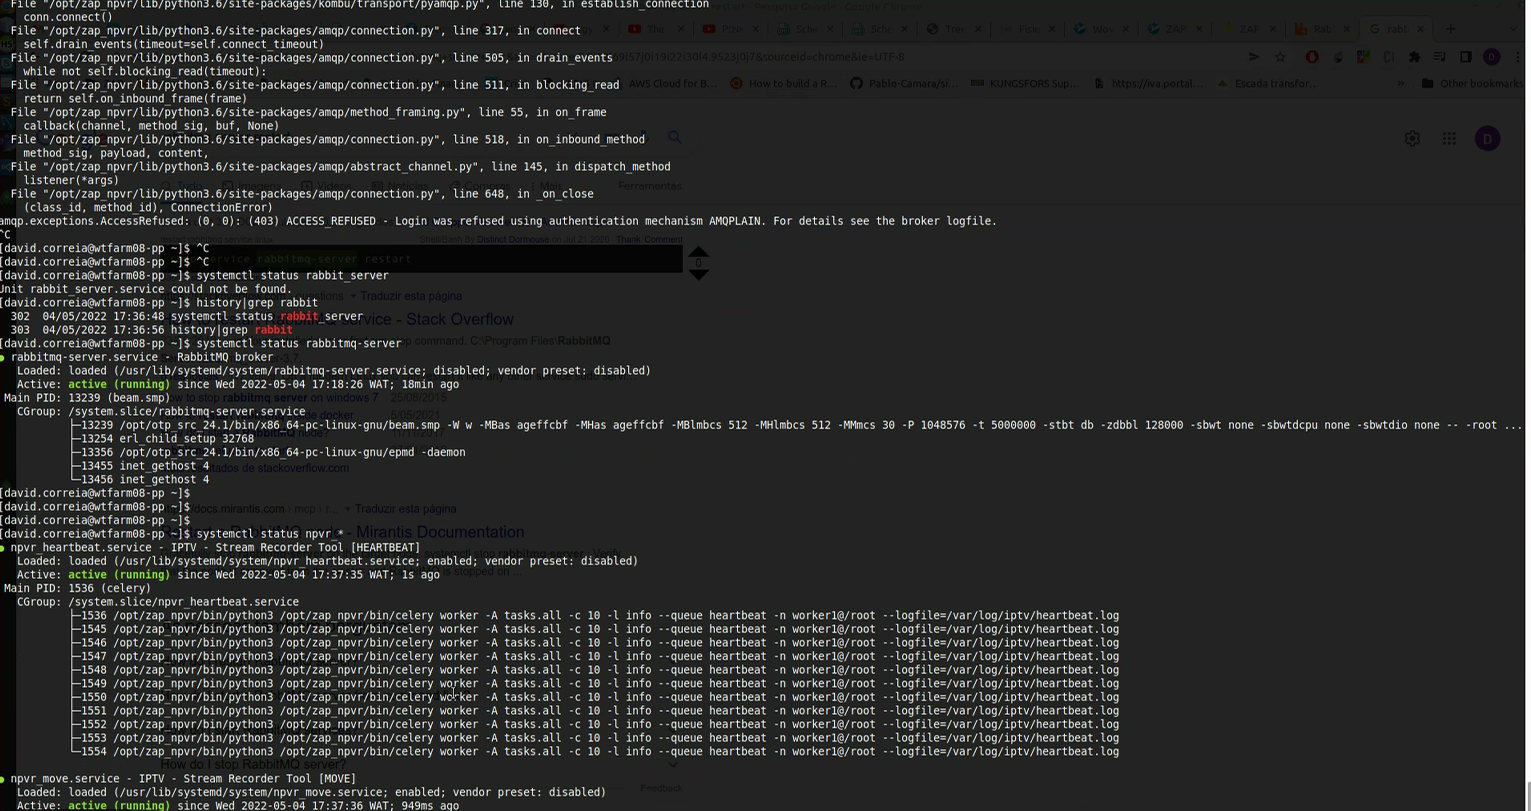 File "/opt/zap_npvr/lib/python3.6/site-packages/kombu/transport/pyamqp.py", line 130, in establish_connection
conn.connect()
File "/opt/zap_npvr/lib/python3.6/site-packages/amqp/connection.py", line 317, in connect
self.drain_events(timeout=self.connect_timeout)
File "/opt/zap_npvr/lib/python3.6/site-packages/amqp/connection.py", line 505, in drain_events
while not self.blocking_read(timeout):
File "/opt/zap_npvr/lib/python3.6/site-packages/amqp/connection.py", line 511, in blocking_read
return self.on_inbound_frame(frame)
File "/opt/zap_npvr/lib/python3.6/site-packages/amqp/method_framing.py", line 55, in on_frame
callback(channel, method_sig, buf, None)
File "/opt/zap_npvr/lib/python3.6/site-packages/amqp/connection.py", line 518, in on_inbound_method
method_sig, payload, content,
File "/opt/zap_npvr/lib/python3.6/site-packages/amqp/abstract_channel.py", line 145, in dispatch_method
listener(*args)
File "/opt/zap_npvr/lib/python3.6/site-packages/amqp/connection.py", line 648, in _on_close
(class_id, method_id), ConnectionError)
amqp.exceptions.AccessRefused: (0, 0): (403) ACCESS_REFUSED - Login was refused using authentication mechanism AMQPLAIN. For details see the broker logfile.
^C
[david.correia@wtfarm08-pp ~]$ ^C
[david.correia@wtfarm08-pp ~]$ ^C
[david.correia@wtfarm08-pp ~]$ systemctl status rabbit_server
Unit rabbit_server.service could not be found.
[david.correia@wtfarm08-pp ~]$ history|grep rabbit
302 04/05/2022 17:36:48 systemctl status rabbit_server
303 04/05/2022 17:36:56 history|grep rabbit
[david.correia@wtfarm08-pp ~]$ systemctl status rabbitmq-server
● rabbitmq-server.service - RabbitMQ broker
Loaded: loaded (/usr/lib/systemd/system/rabbitmq-server.service; disabled; vendor preset: disabled)
Active: active (running) since Wed 2022-05-04 17:18:26 WAT; 18min ago
Main PID: 13239 (beam.smp)
CGroup: /system.slice/rabbitmq-server.service
├─13239 /opt/otp_src_24.1/bin/x86_64-pc-linux-gnu/beam.smp -W w -MBas ageffcbf -MHas ageffcbf -MBlmbcs 512 -MHlmbcs 512 -MMmcs 30 -P 1048576 -t 5000000 -stbt db -zdbbl 128000 -sbwt none -sbwtdcpu none -sbwtdio none -- -root ...
├─13254 erl_child_setup 32768
├─13356 /opt/otp_src_24.1/bin/x86_64-pc-linux-gnu/epmd -daemon
├─13455 inet_gethost 4
└─13456 inet_gethost 4
[david.correia@wtfarm08-pp ~]$
[david.correia@wtfarm08-pp ~]$
[david.correia@wtfarm08-pp ~]$
[david.correia@wtfarm08-pp ~]$ systemctl status npvr_*
● npvr_heartbeat.service - IPTV - Stream Recorder Tool [HEARTBEAT]
Loaded: loaded (/usr/lib/systemd/system/npvr_heartbeat.service; enabled; vendor preset: disabled)
Active: active (running) since Wed 2022-05-04 17:37:35 WAT; 1s ago
Main PID: 1536 (celery)
CGroup: /system.slice/npvr_heartbeat.service
├─1536 /opt/zap_npvr/bin/python3 /opt/zap_npvr/bin/celery worker -A tasks.all -c 10 -l info --queue heartbeat -n worker1@/root --logfile=/var/log/iptv/heartbeat.log
├─1545 /opt/zap_npvr/bin/python3 /opt/zap_npvr/bin/celery worker -A tasks.all -c 10 -l info --queue heartbeat -n worker1@/root --logfile=/var/log/iptv/heartbeat.log
├─1546 /opt/zap_npvr/bin/python3 /opt/zap_npvr/bin/celery worker -A tasks.all -c 10 -l info --queue heartbeat -n worker1@/root --logfile=/var/log/iptv/heartbeat.log
├─1547 /opt/zap_npvr/bin/python3 /opt/zap_npvr/bin/celery worker -A tasks.all -c 10 -l info --queue heartbeat -n worker1@/root --logfile=/var/log/iptv/heartbeat.log
├─1548 /opt/zap_npvr/bin/python3 /opt/zap_npvr/bin/celery worker -A tasks.all -c 10 -l info --queue heartbeat -n worker1@/root --logfile=/var/log/iptv/heartbeat.log
├─1549 /opt/zap_npvr/bin/python3 /opt/zap_npvr/bin/celery worker -A tasks.all -c 10 -l info --queue heartbeat -n worker1@/root --logfile=/var/log/iptv/heartbeat.log
├─1550 /opt/zap_npvr/bin/python3 /opt/zap_npvr/bin/celery worker -A tasks.all -c 10 -l info --queue heartbeat -n worker1@/root --logfile=/var/log/iptv/heartbeat.log
├─1551 /opt/zap_npvr/bin/python3 /opt/zap_npvr/bin/celery worker -A tasks.all -c 10 -l info --queue heartbeat -n worker1@/root --logfile=/var/log/iptv/heartbeat.log
├─1552 /opt/zap_npvr/bin/python3 /opt/zap_npvr/bin/celery worker -A tasks.all -c 10 -l info --queue heartbeat -n worker1@/root --logfile=/var/log/iptv/heartbeat.log
├─1553 /opt/zap_npvr/bin/python3 /opt/zap_npvr/bin/celery worker -A tasks.all -c 10 -l info --queue heartbeat -n worker1@/root --logfile=/var/log/iptv/heartbeat.log
└─1554 /opt/zap_npvr/bin/python3 /opt/zap_npvr/bin/celery worker -A tasks.all -c 10 -l info --queue heartbeat -n worker1@/root --logfile=/var/log/iptv/heartbeat.log
How do I stop RabbitMQ server?
Feedback
● npvr_move.service - IPTV - Stream Recorder Tool [MOVE]
Loaded: loaded (/usr/lib/systemd/system/npvr_move.service; enabled; vendor preset: disabled)
Active: active (running) since Wed 2022-05-04 17:37:36 WAT; 949ms ago